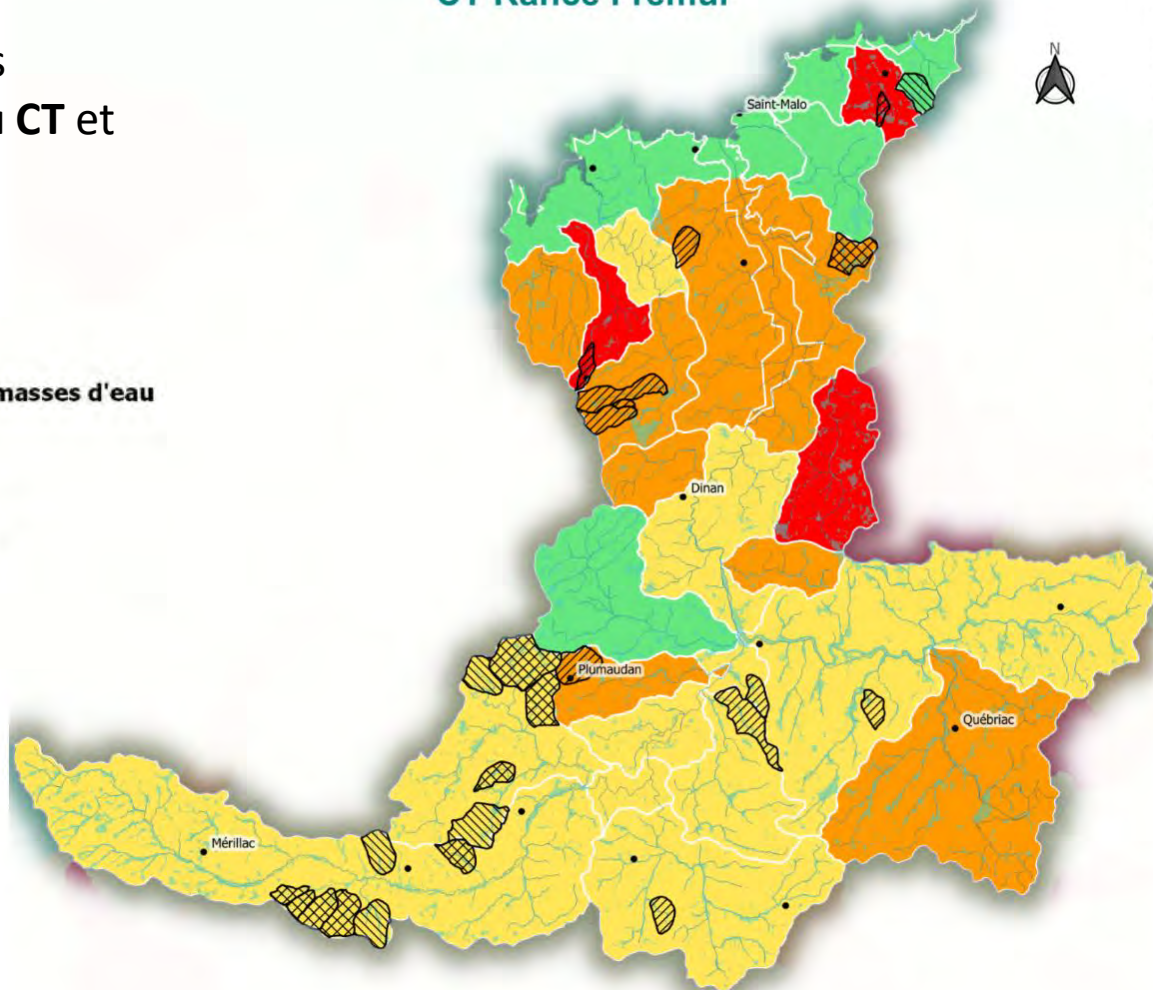 CT Rance Frémur
s
u CT et
N
Saint-Malo
masses d'eau
Dinan
Plumaudan
Québriac
Mérillac